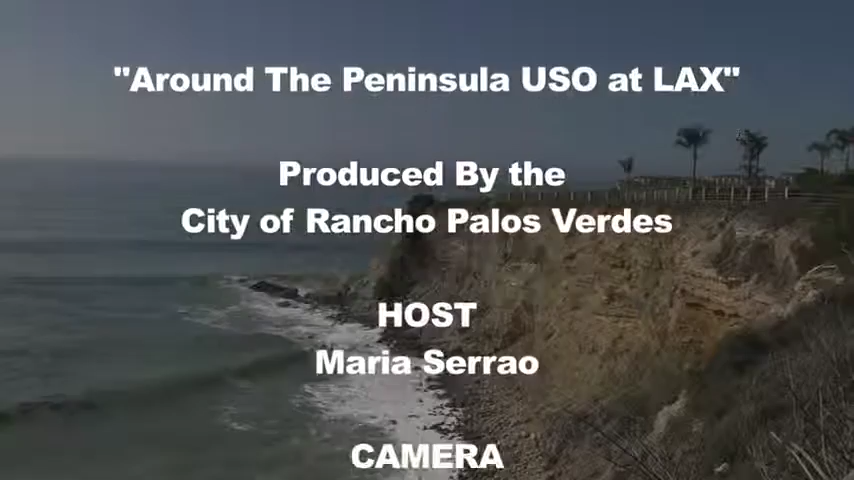 "Around The Peninsula USO at LAX"
Produced By the
City of Rancho Palos Verdes
HOST
Maria Serrao
CAMERA